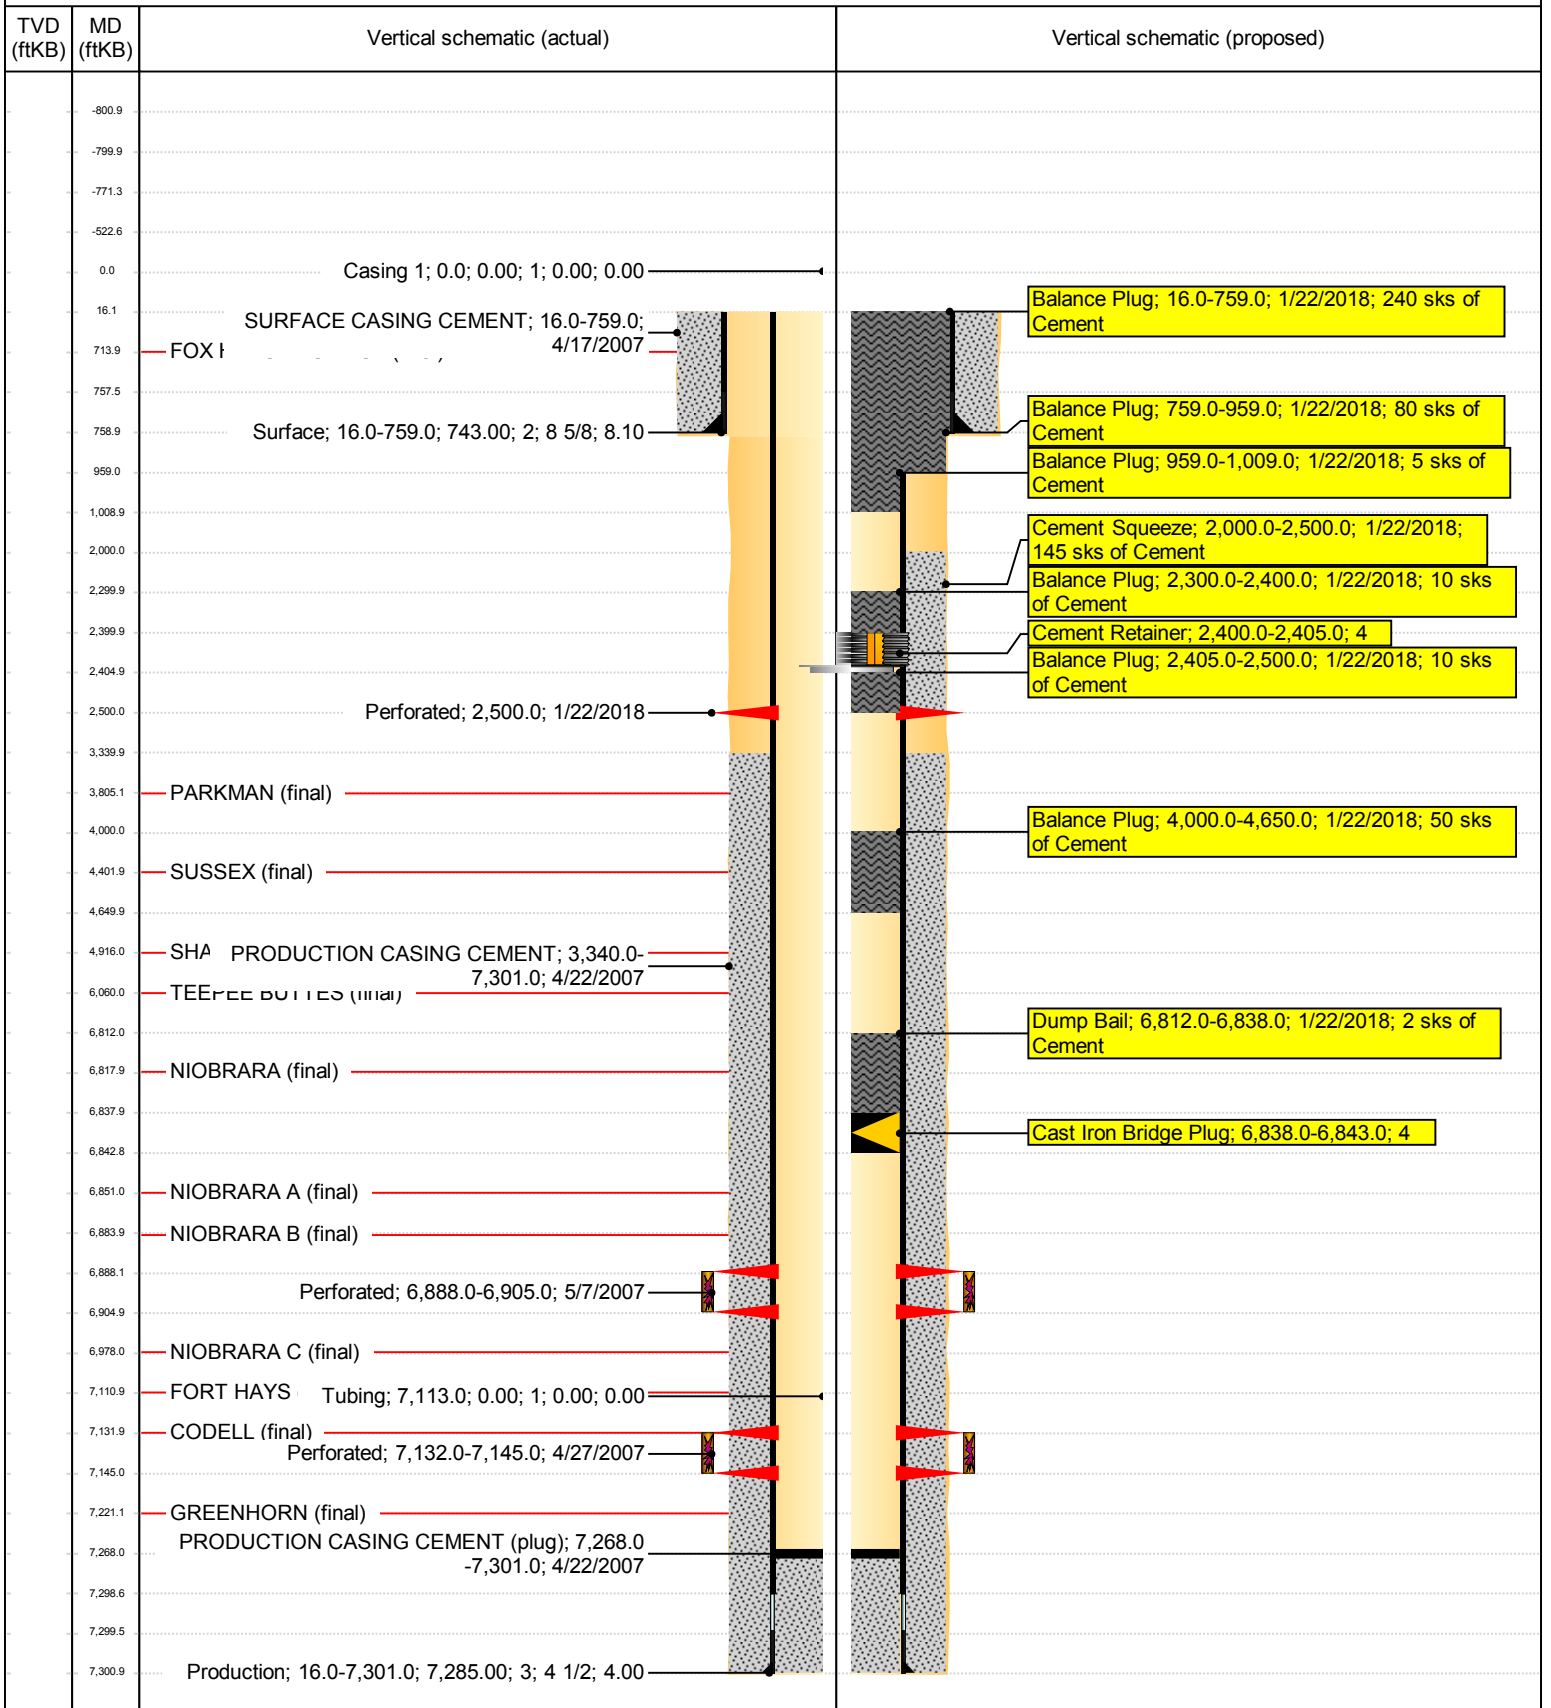 TVD
(ftKB)
MD
(ftKB)
Vertical schematic (actual)
Vertical schematic (proposed)
-800.9
-799.9
-771.3
-522.6
0.0
16.1
713.9
757.5
758.9
959.0
1,008.9
2,000.0
2,299.9
2,399.9
2,404.9
2,500.0
3,339.9
3,805.1
4,000.0
4,401.9
4,649.9
4,916.0
6,060.0
6,812.0
6,817.9
6,837.9
6,842.8
6,851.0
6,883.9
6,888.1
6,904.9
6,978.0
7,110.9
7,131.9
7,145.0
7,221.1
7,268.0
7,298.6
7,299.5
7,300.9
Casing 1; 0.0; 0.00; 1; 0.00; 0.00
SURFACE CASING CEMENT; 16.0-759.0;
4/17/2007
FOX
Surface; 16.0-759.0; 743.00; 2; 8 5/8; 8.10
Perforated; 2,500.0; 1/22/2018
PARKMAN (final)
SUSSEX (final)
SHA
PRODUCTION CASING CEMENT; 3,340.0-
7,301.0; 4/22/2007
TEEPEE BUTTES (final)
NIOBRARA (final)
NIOBRARA A (final)
NIOBRARA B (final)
Perforated; 6,888.0-6,905.0; 5/7/2007
NIOBRARA C (final)
FORT HAYS
Tubing; 7,113.0; 0.00; 1; 0.00; 0.00
CODELL (final)
Perforated; 7,132.0-7,145.0; 4/27/2007
GREENHORN (final)
PRODUCTION CASING CEMENT (plug); 7,268.0
-7,301.0; 4/22/2007
Production; 16.0-7,301.0; 7,285.00; 3; 4 1/2; 4.00
Balance Plug; 16.0-759.0; 1/22/2018; 240 sks of
Cement
Balance Plug; 759.0-959.0; 1/22/2018; 80 sks of
Cement
Balance Plug; 959.0-1,009.0; 1/22/2018; 5 sks of
Cement
Cement Squeeze; 2,000.0-2,500.0; 1/22/2018;
145 sks of Cement
Balance Plug; 2,300.0-2,400.0; 1/22/2018; 10 sks
of Cement
Cement Retainer; 2,400.0-2,405.0; 4
Balance Plug; 2,405.0-2,500.0; 1/22/2018; 10 sks
of Cement
Balance Plug; 4,000.0-4,650.0; 1/22/2018; 50 sks
of Cement
Dump Bail; 6,812.0-6,838.0; 1/22/2018; 2 sks of
Cement
Cast Iron Bridge Plug; 6,838.0-6,843.0; 4